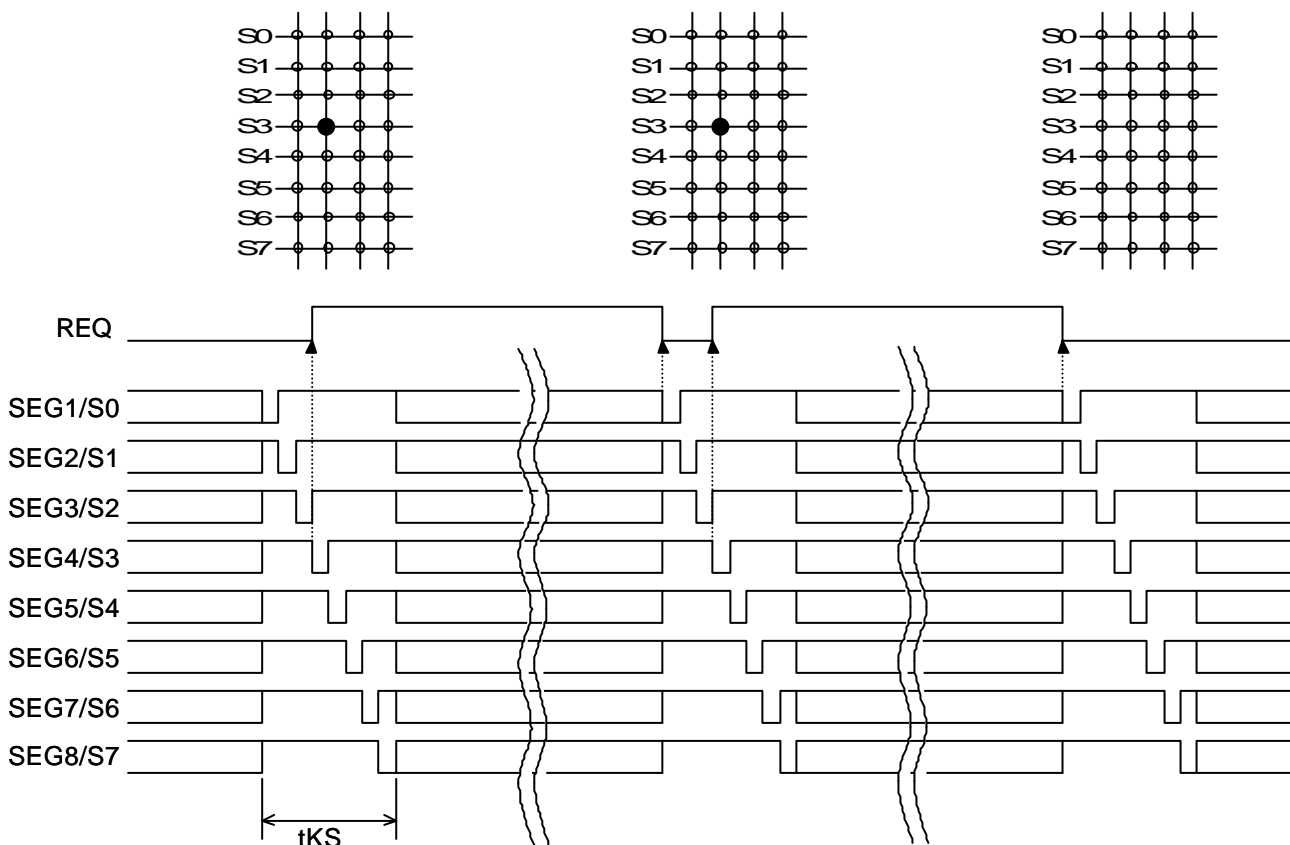 S0 S0 S0
S1 S1 S1
S2 S2 S2
S3 S3 S3
S4 S4 S4
S5 S5 S5
S6 S6 S6
S7 S7 S7
REQ
SEG1/S0
SEG2/S1
SEG3/S2
SEG4/S3
SEG5/S4
SEG6/S5
SEG7/S6
SEG8/S7
tKS